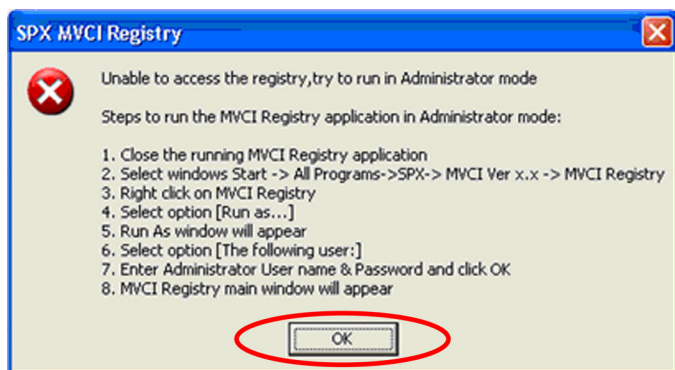 SPX MVCI Registry
Unable to access the registry,try to run in Administrator mode
Steps to run the MVCI Registry application in Administrator mode:
1. Close the running MVCI Registry application
2. Select windows Start -> All Programs->SPX-> MVCI Ver x.x -> MVCI Registry
3. Right click on MVCI Registry
4. Select option [Run as...]
5. Run As window will appear
6. Select option [The following user:]
7. Enter Administrator User name & Password and click OK
8. MVCI Registry main window will appear
OK